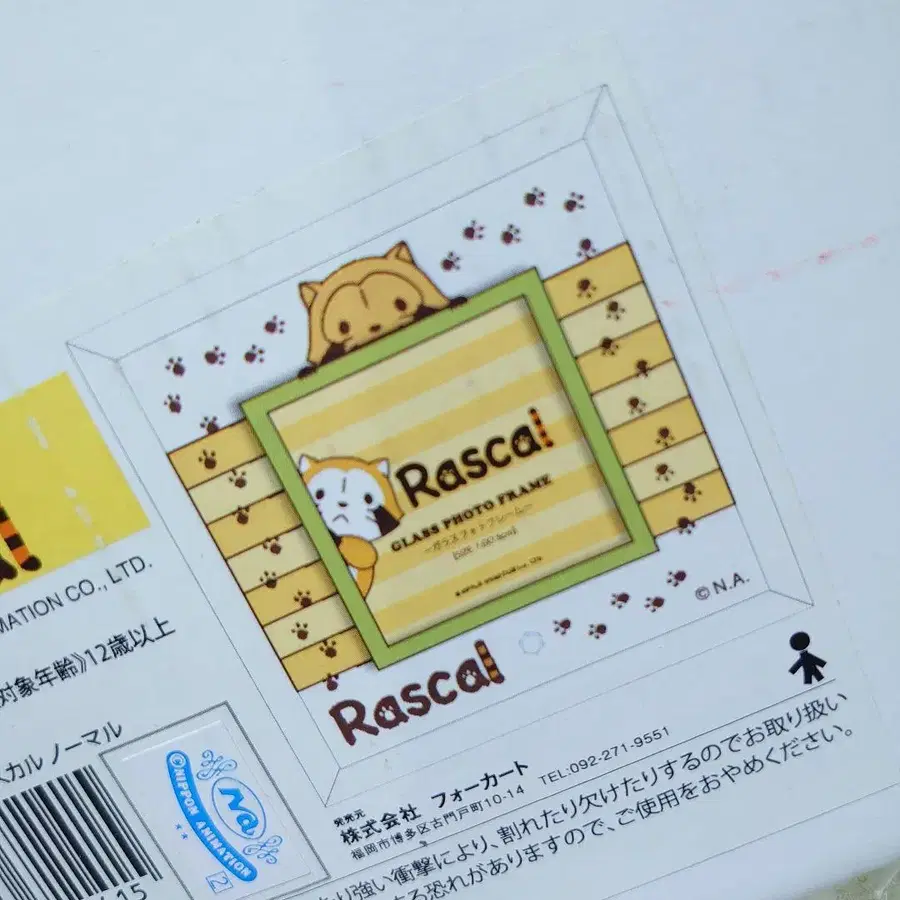 Rascal
GLASS PHOTO FRAME
~ガラスフォトフレーム~
©N.A.
Rascal
MATION CO., LTD.
対象年齢》12歳以上
スカル ノーマル
©NIPPON ANIMATION
Na
2
発売元
株式会社 フォーカート
福岡市博多区古門戸町10-14 TEL:092-271-9551
強い衝撃により、割れたり欠けたりするのでお取り扱い
る恐れがありますので、ご使用をおやめください。
15